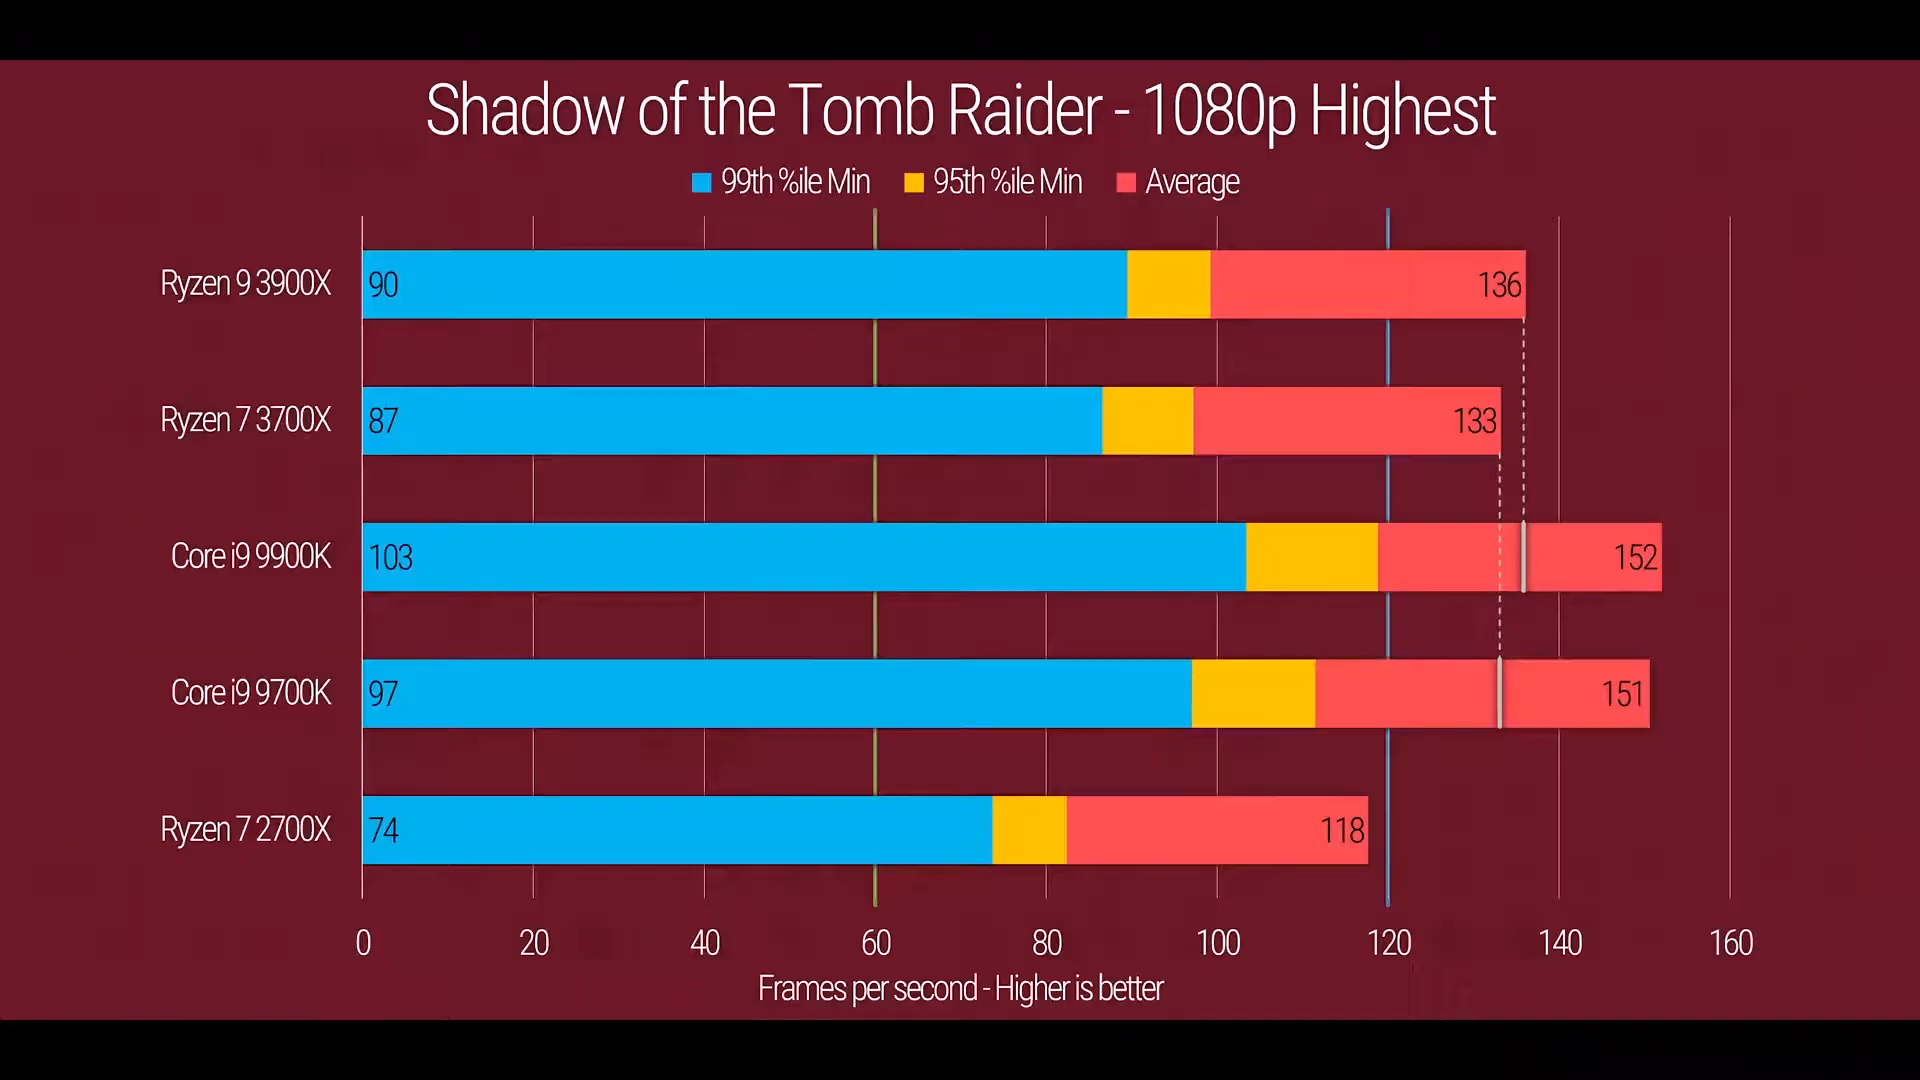 Shadow of the Tomb Raider - 1080p Highest
99th %ile Min 95th %ile Min Average
Ryzen 9 3900X 90 136
Ryzen 7 3700X 87 133
Core i9 9900K 103 152
Core i9 9700K 97 151
Ryzen 7 2700X 74 118
0 20 40 60 80 100 120 140 160
Frames per second - Higher is better